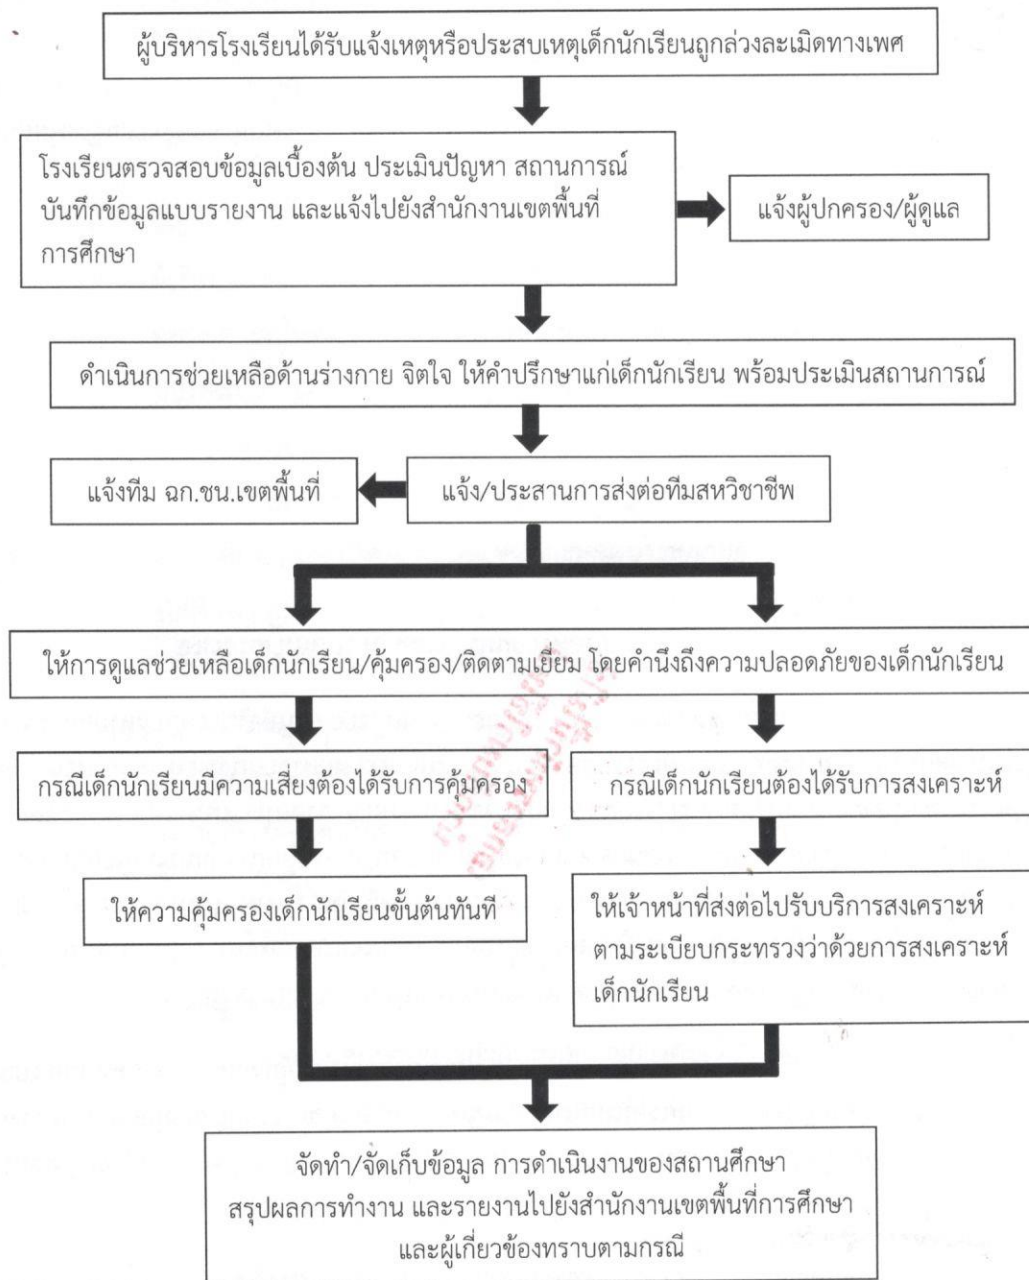 ผู้บริหารโรงเรียนได้รับแจ้งเหตุหรือประสบเหตุเด็กนักเรียนถูกล่วงละเมิดทางเพศ
โรงเรียนตรวจสอบข้อมูลเบื้องต้น ประเมินปัญหา สถานการณ์
บันทึกข้อมูลแบบรายงาน และแจ้งไปยังสำนักงานเขตพื้นที่
การศึกษา
แจ้งผู้ปกครอง/ผู้ดูแล
ดำเนินการช่วยเหลือด้านร่างกาย จิตใจ ให้คำปรึกษาแก่เด็กนักเรียน พร้อมประเมินสถานการณ์
แจ้งทีม ฉก.ชน.เขตพื้นที่
แจ้ง/ประสานการส่งต่อทีมสหวิชาชีพ
ให้การดูแลช่วยเหลือเด็กนักเรียน/คุ้มครอง/ติดตามเยี่ยม โดยคำนึงถึงความปลอดภัยของเด็กนักเรียน
กรณีเด็กนักเรียนมีความเสี่ยงต้องได้รับการคุ้มครอง
กรณีเด็กนักเรียนต้องได้รับการสงเคราะห์
ให้ความคุ้มครองเด็กนักเรียนขั้นต้นทันที
ให้เจ้าหน้าที่ส่งต่อไปรับบริการสงเคราะห์
ตามระเบียบกระทรวงว่าด้วยการสงเคราะห์
เด็กนักเรียน
จัดทำ/จัดเก็บข้อมูล การดำเนินงานของสถานศึกษา
สรุปผลการทำงาน และรายงานไปยังสำนักงานเขตพื้นที่การศึกษา
และผู้เกี่ยวข้องทราบตามกรณี